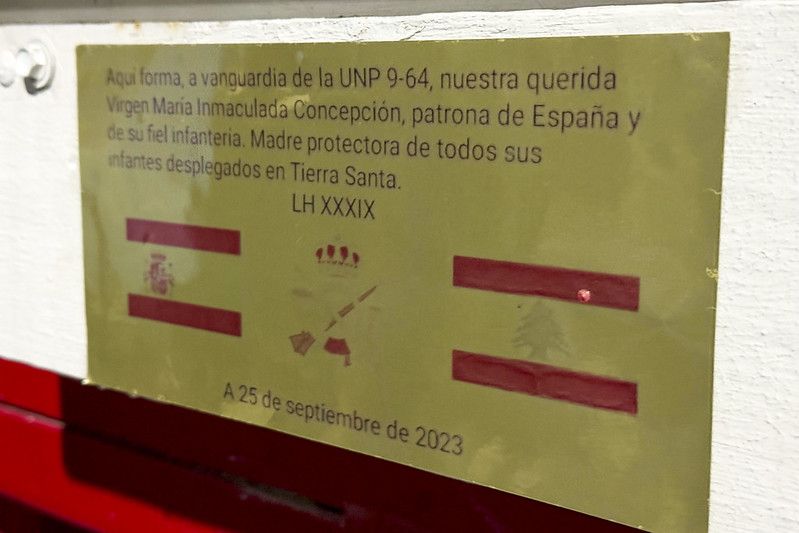 Aquí forma, a vanguardia de la UNP 9-64, nuestra querida
Virgen María Inmaculada Concepción, patrona de España y
de su fiel infanteria. Madre protectora de todos sus
infantes desplegados en Tierra Santa.
LH XXXIX
A 25 de septiembre de 2023